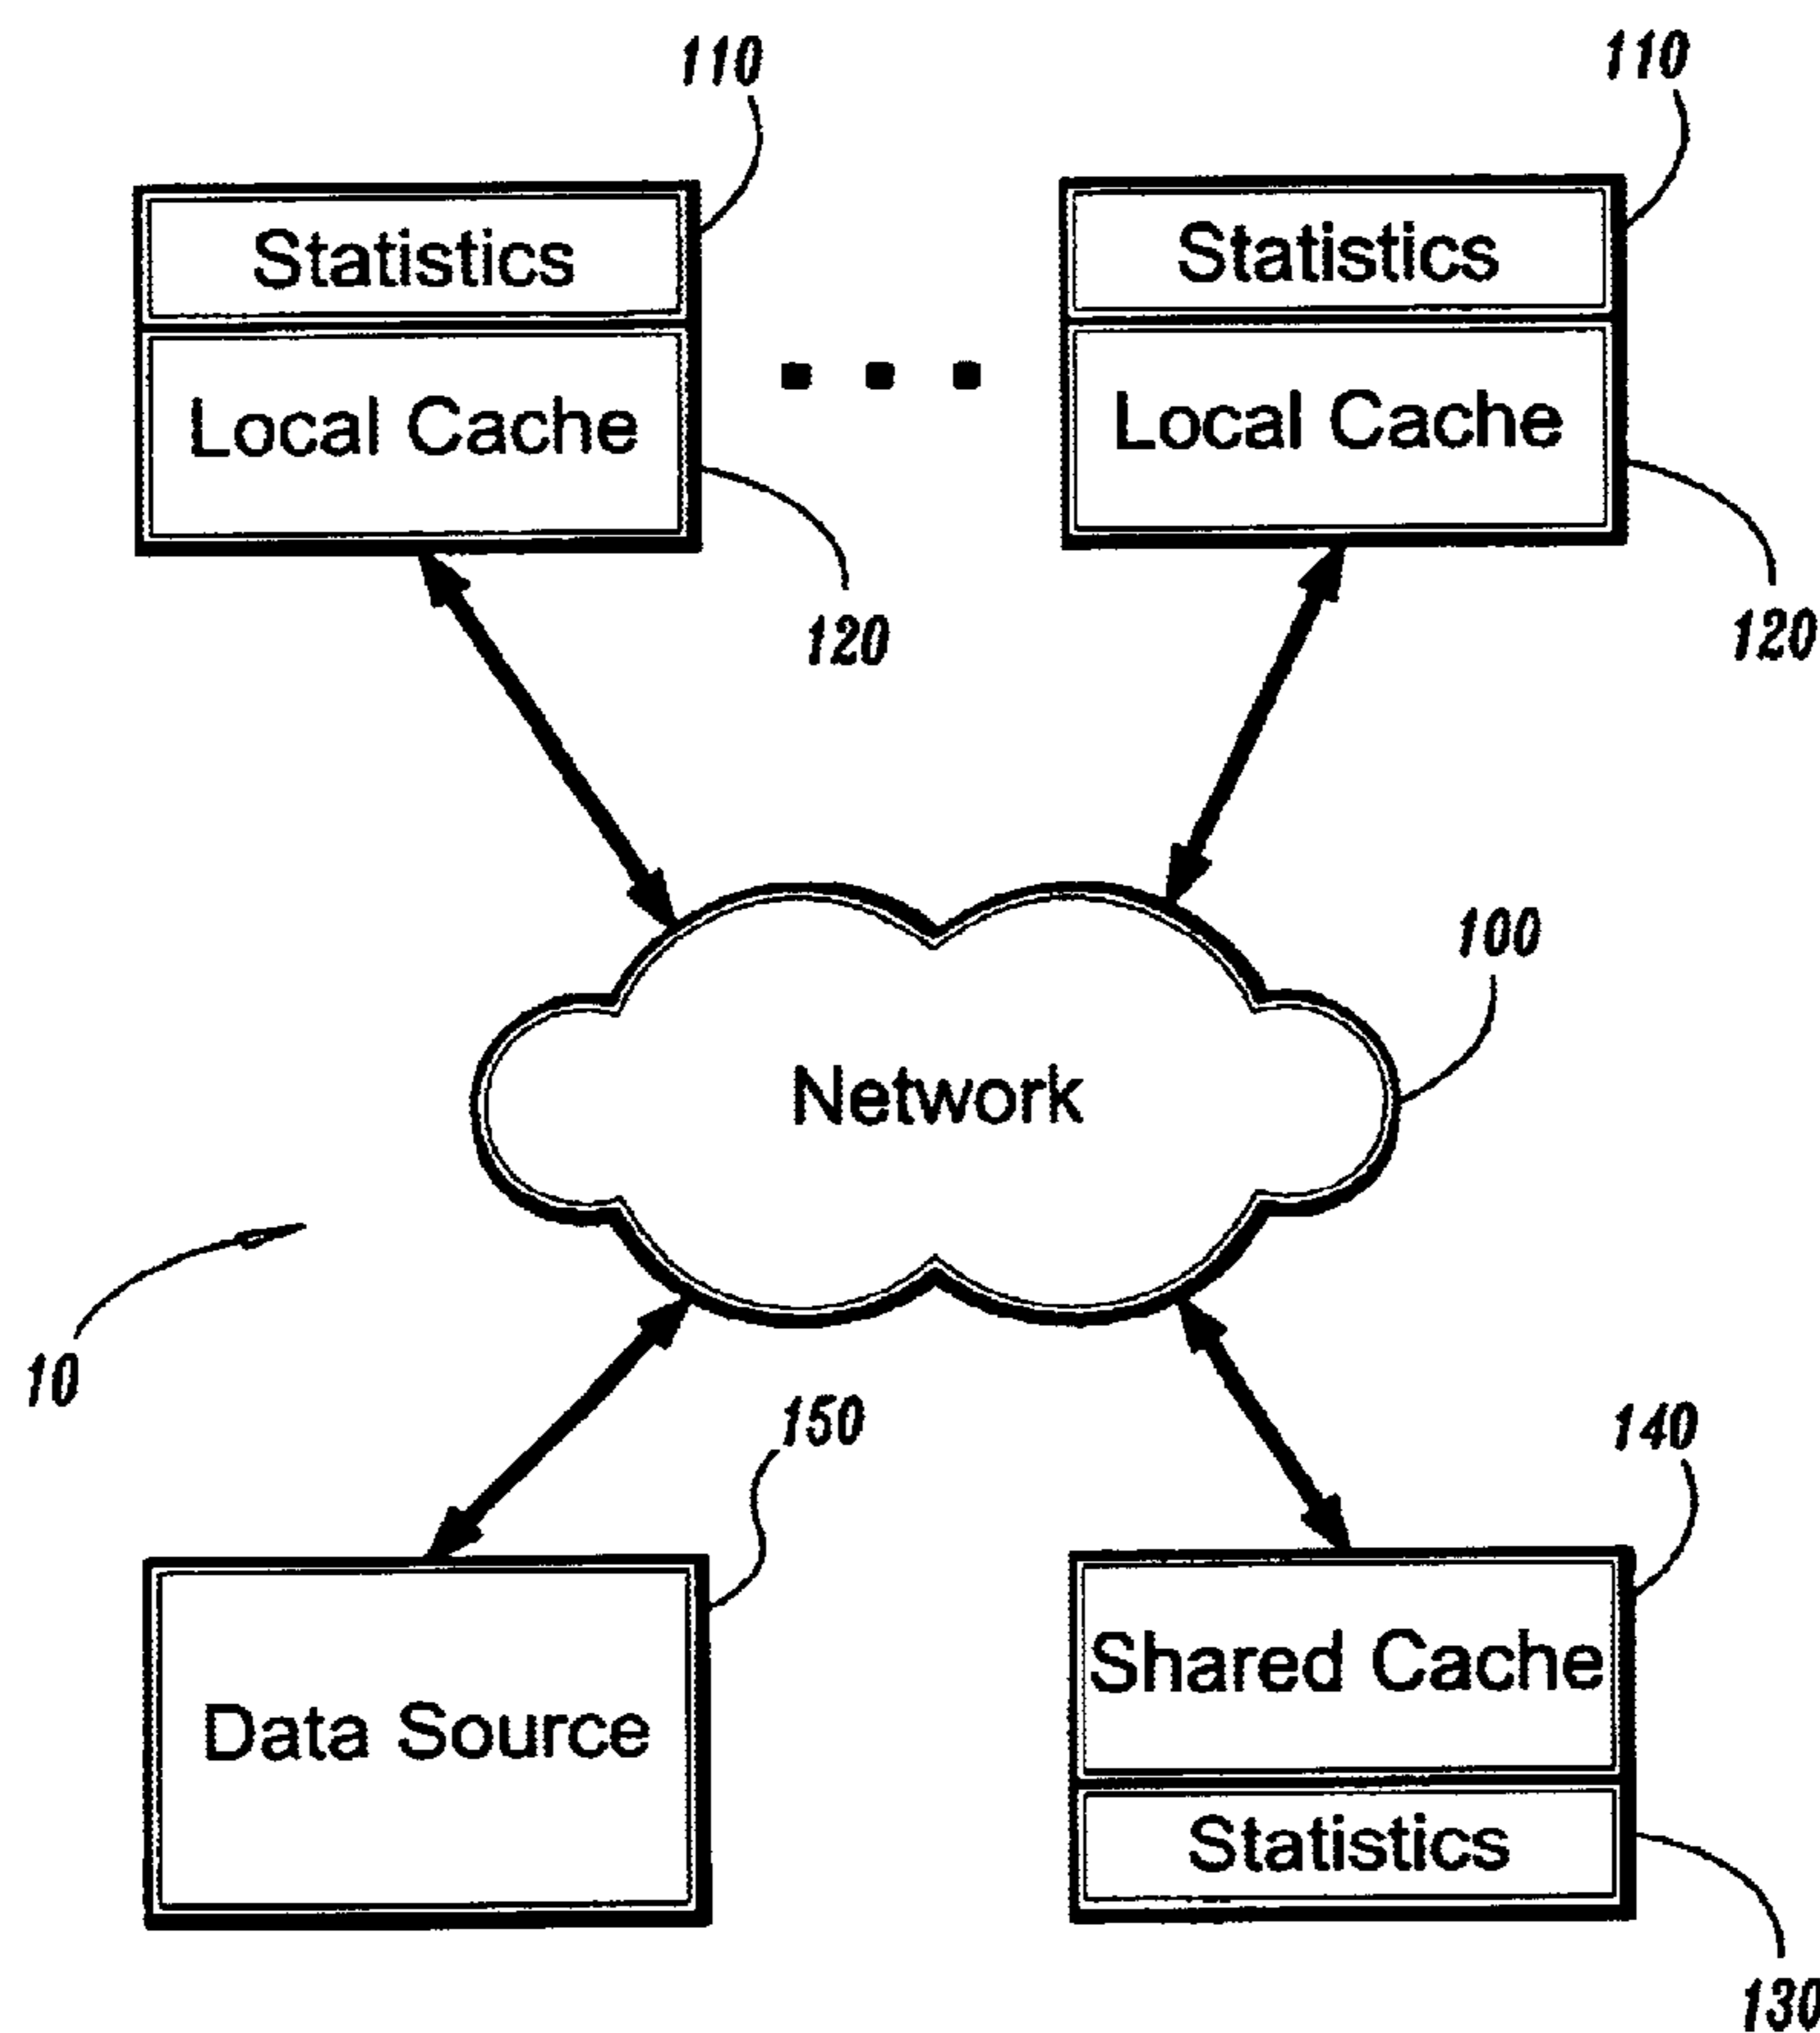 110
110
Statistics
Statistics
Local Cache
Local Cache
120
120
100
Network
10
150
140
Shared Cache
Data Source
Statistics
130